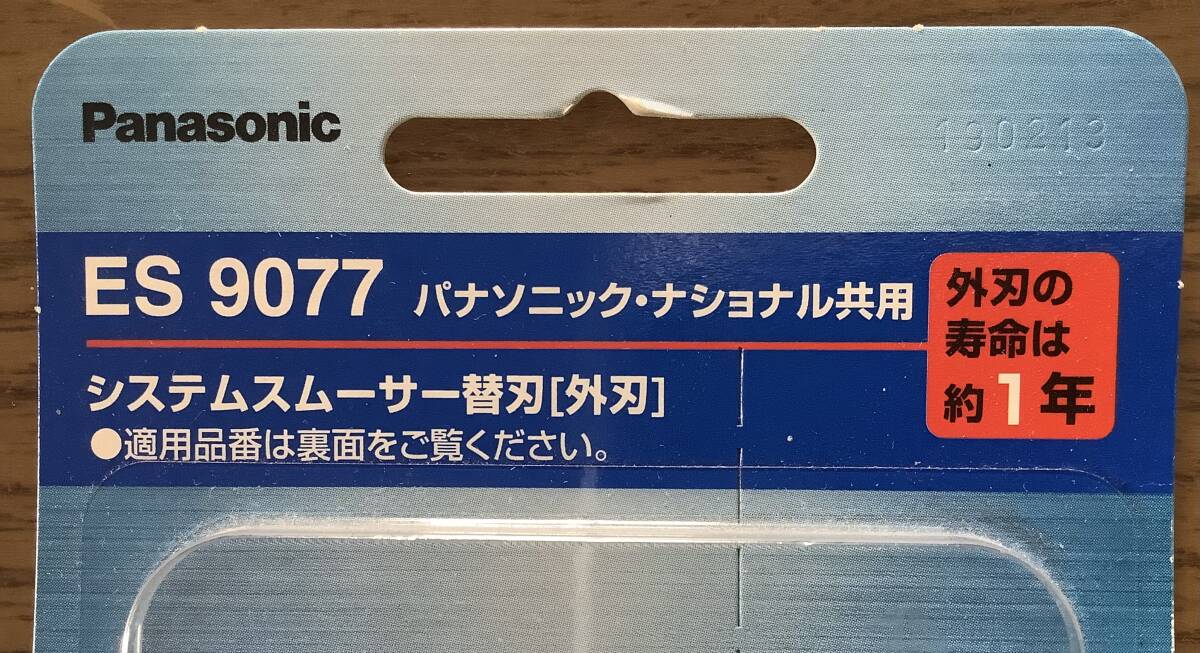 Panasonic
190213
ES 9077 パナソニック・ナショナル共用
外刃の
寿命は
約1年
システムスムーサー替刃[外刃]
●適用品番は裏面をご覧ください。